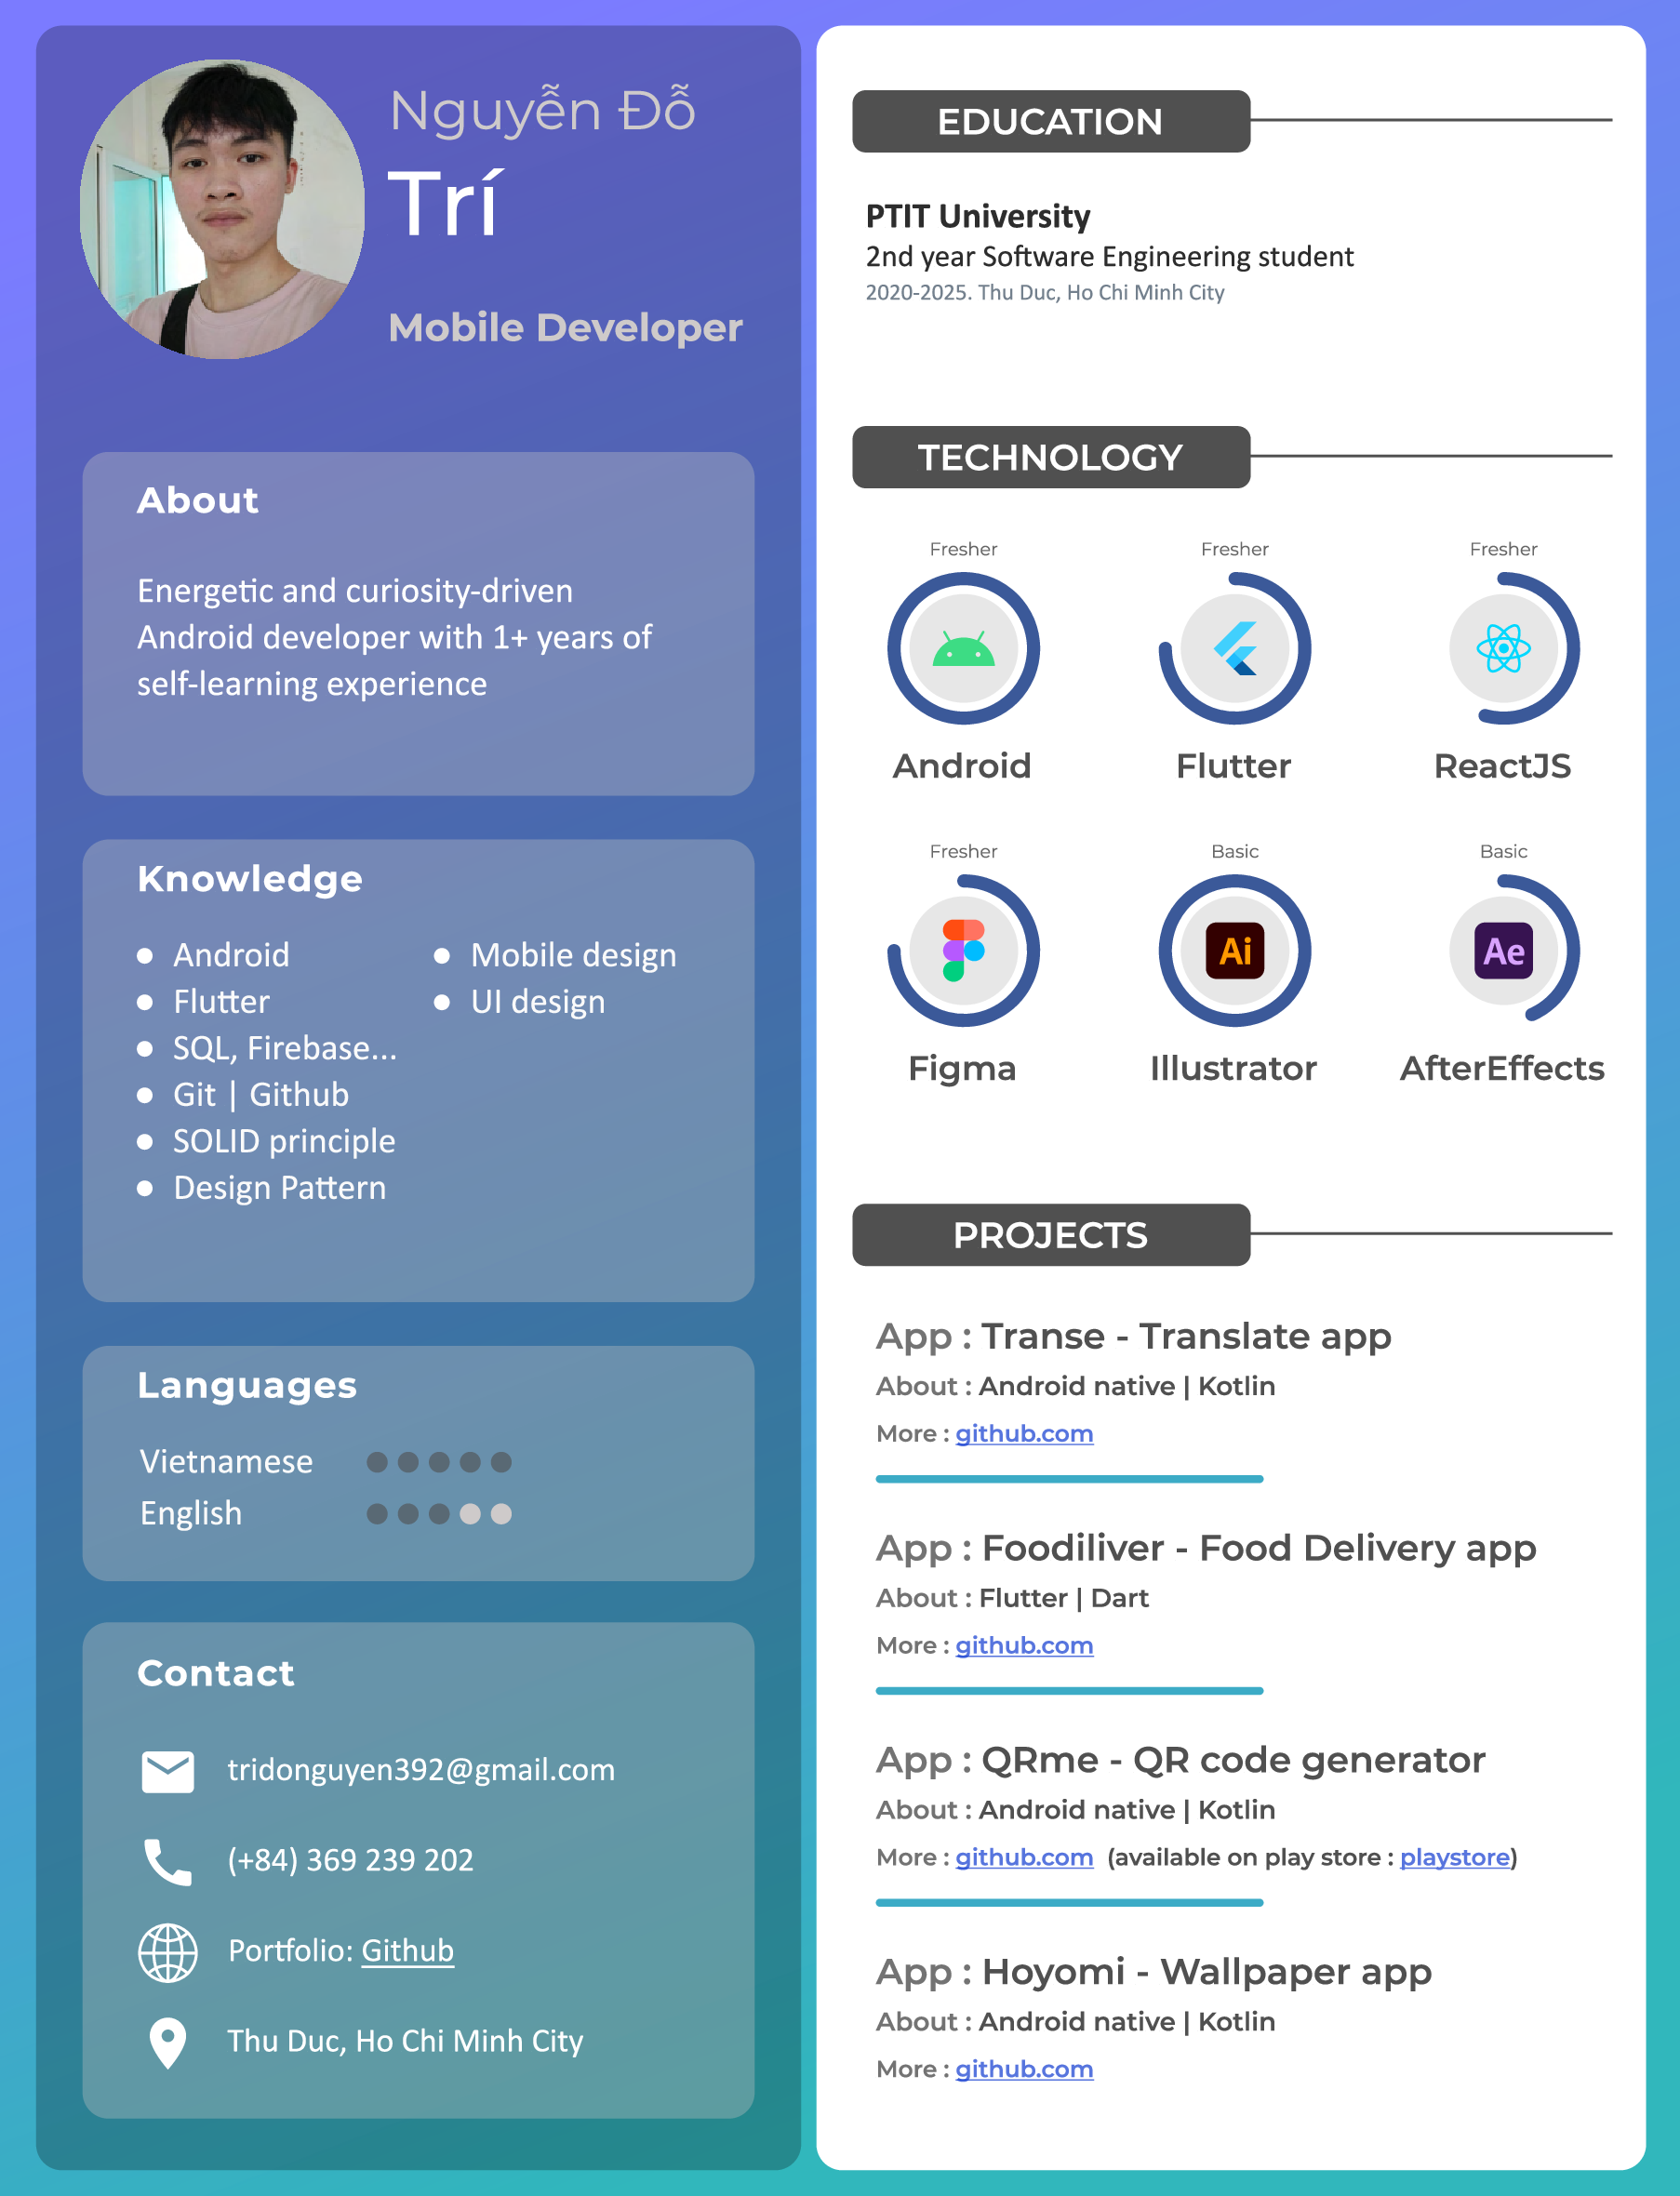 Nguyễn Đỗ
Trí
Mobile Developer
About
Energetic and curiosity-driven
Android developer with 1+ years of
self-learning experience
Knowledge
Android
Flutter
SQL, Firebase...
Git | Github
SOLID principle
Design Pattern
Mobile design
UI design
Languages
Vietnamese
English
Contact
tridonguyen392@gmail.com
(+84) 369 239 202
Portfolio: Github
Thu Duc, Ho Chi Minh City
EDUCATION
PTIT University
2nd year Software Engineering student
2020-2025. Thu Duc, Ho Chi Minh City
TECHNOLOGY
Fresher
Android
Fresher
Flutter
Fresher
ReactJS
Fresher
Figma
Basic
Ai
Illustrator
Basic
Ae
AfterEffects
PROJECTS
App : Transe - Translate app
About : Android native | Kotlin
More : github.com
App : Foodiliver - Food Delivery app
About : Flutter | Dart
More : github.com
App : QRme - QR code generator
About : Android native | Kotlin
More : github.com (available on play store : playstore)
App : Hoyomi - Wallpaper app
About : Android native | Kotlin
More : github.com